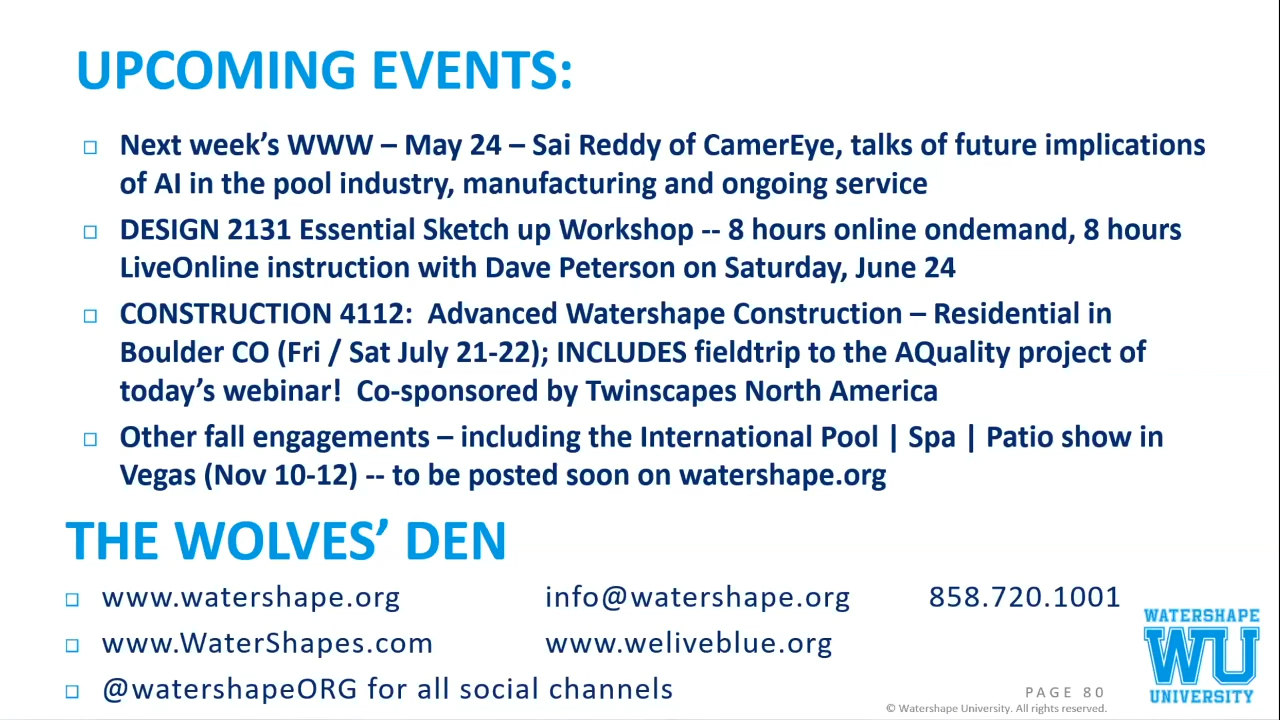 UPCOMING EVENTS:
Next week's WWW – May 24 – Sai Reddy of CamerEye, talks of future implications
of AI in the pool industry, manufacturing and ongoing service
DESIGN 2131 Essential Sketch up Workshop -- 8 hours online ondemand, 8 hours
LiveOnline instruction with Dave Peterson on Saturday, June 24
CONSTRUCTION 4112:  Advanced Watershape Construction – Residential in
Boulder CO (Fri / Sat July 21-22); INCLUDES fieldtrip to the AQuality project of
today's webinar!  Co-sponsored by Twinscapes North America
Other fall engagements – including the International Pool | Spa | Patio show in
Vegas (Nov 10-12) -- to be posted soon on watershape.org
THE WOLVES' DEN
www.watershape.org info@watershape.org 858.720.1001
www.WaterShapes.com www.weliveblue.org
@watershapeORG for all social channels
PAGE 80
© Watershape University. All rights reserved.
WATERSHAPE
WU
UNIVERSITY